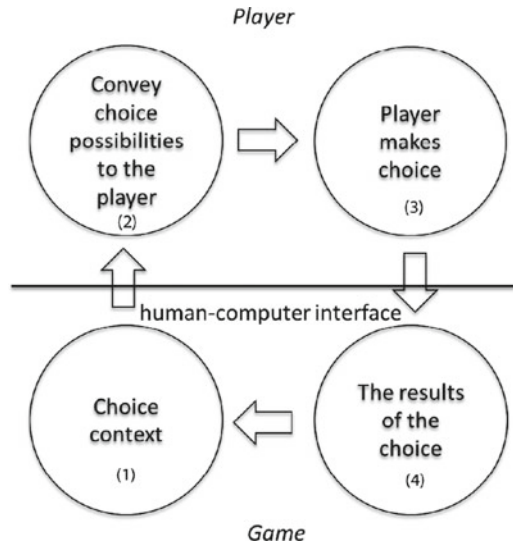 Player
Convey
choice
possibilities
to the
player
(2)
Player
makes
choice
(3)
human-computer interface
Choice
context
(1)
The results
of the
choice
(4)
Game